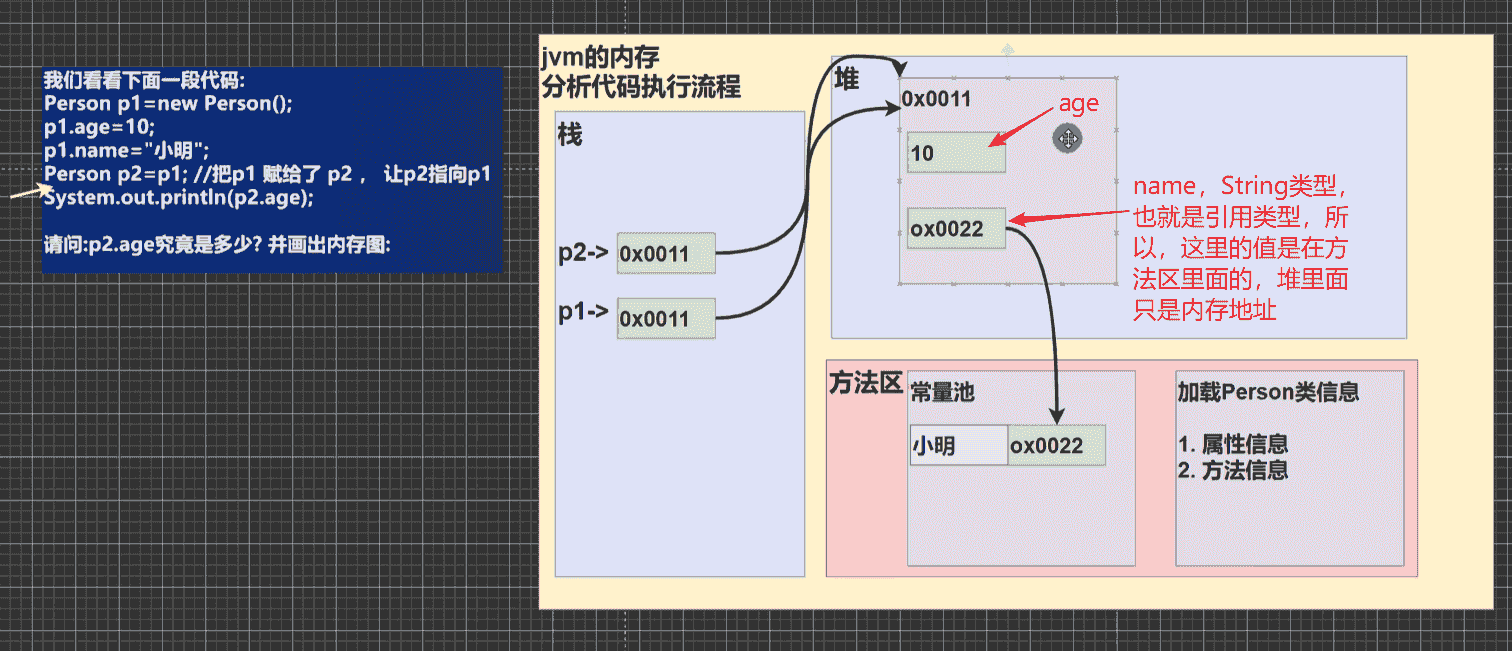 我们看看下面一段代码:
Person p1=new Person();
p1.age=10;
p1.name="小明";
Person p2=p1; //把p1 赋给了 p2 ， 让p2指向p1
System.out.println(p2.age);
请问:p2.age究竟是多少? 并画出内存图:
jvm的内存
分析代码执行流程
栈
p2->
0x0011
p1->
0x0011
堆
0x0011
age
10
ox0022
name，String类型，
也就是引用类型，所
以，这里的值是在方
法区里面的，堆里面
只是内存地址
方法区
常量池
小明
ox0022
加载Person类信息
1. 属性信息
2. 方法信息